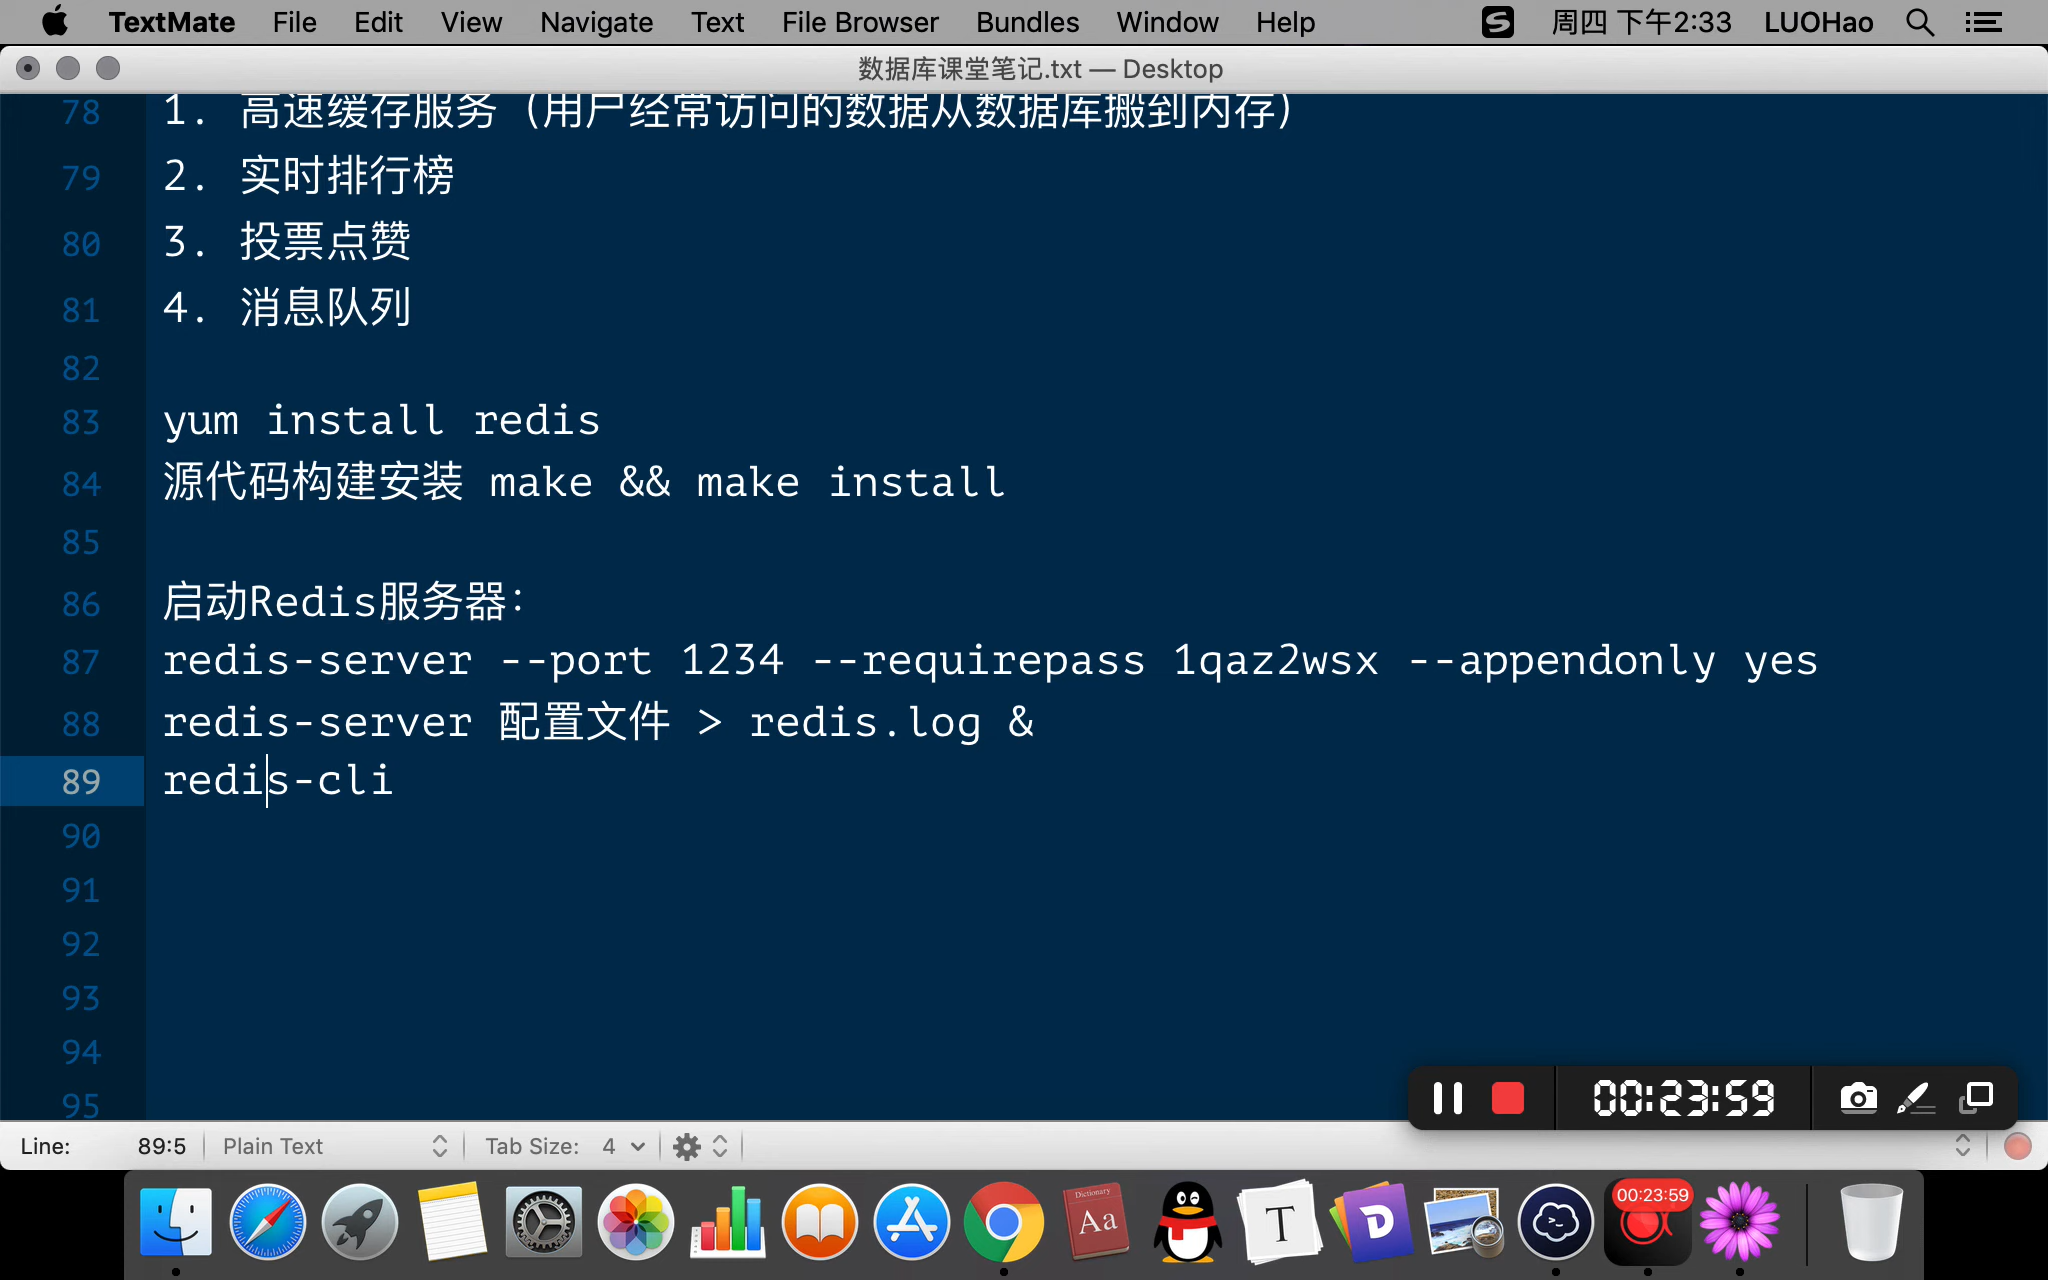 TextMate File Edit View Navigate Text File Browser Bundles Window Help 周四 下午2:33 LUOHao
数据库课堂笔记.txt — Desktop
78 1. 高速缓存服务（用户经常访问的数据从数据库搬到内存）
79 2. 实时排行榜
80 3. 投票点赞
81 4. 消息队列
82
83 yum install redis
84 源代码构建安装 make && make install
85
86 启动Redis服务器：
87 redis-server --port 1234 --requirepass 1qaz2wsx --appendonly yes
88 redis-server 配置文件 > redis.log &
89 redis-cli
90
91
92
93
94
95
00:23:59
Line: 89:5 Plain Text Tab Size: 4
Dictionary
Aa
T
D
00:23:59